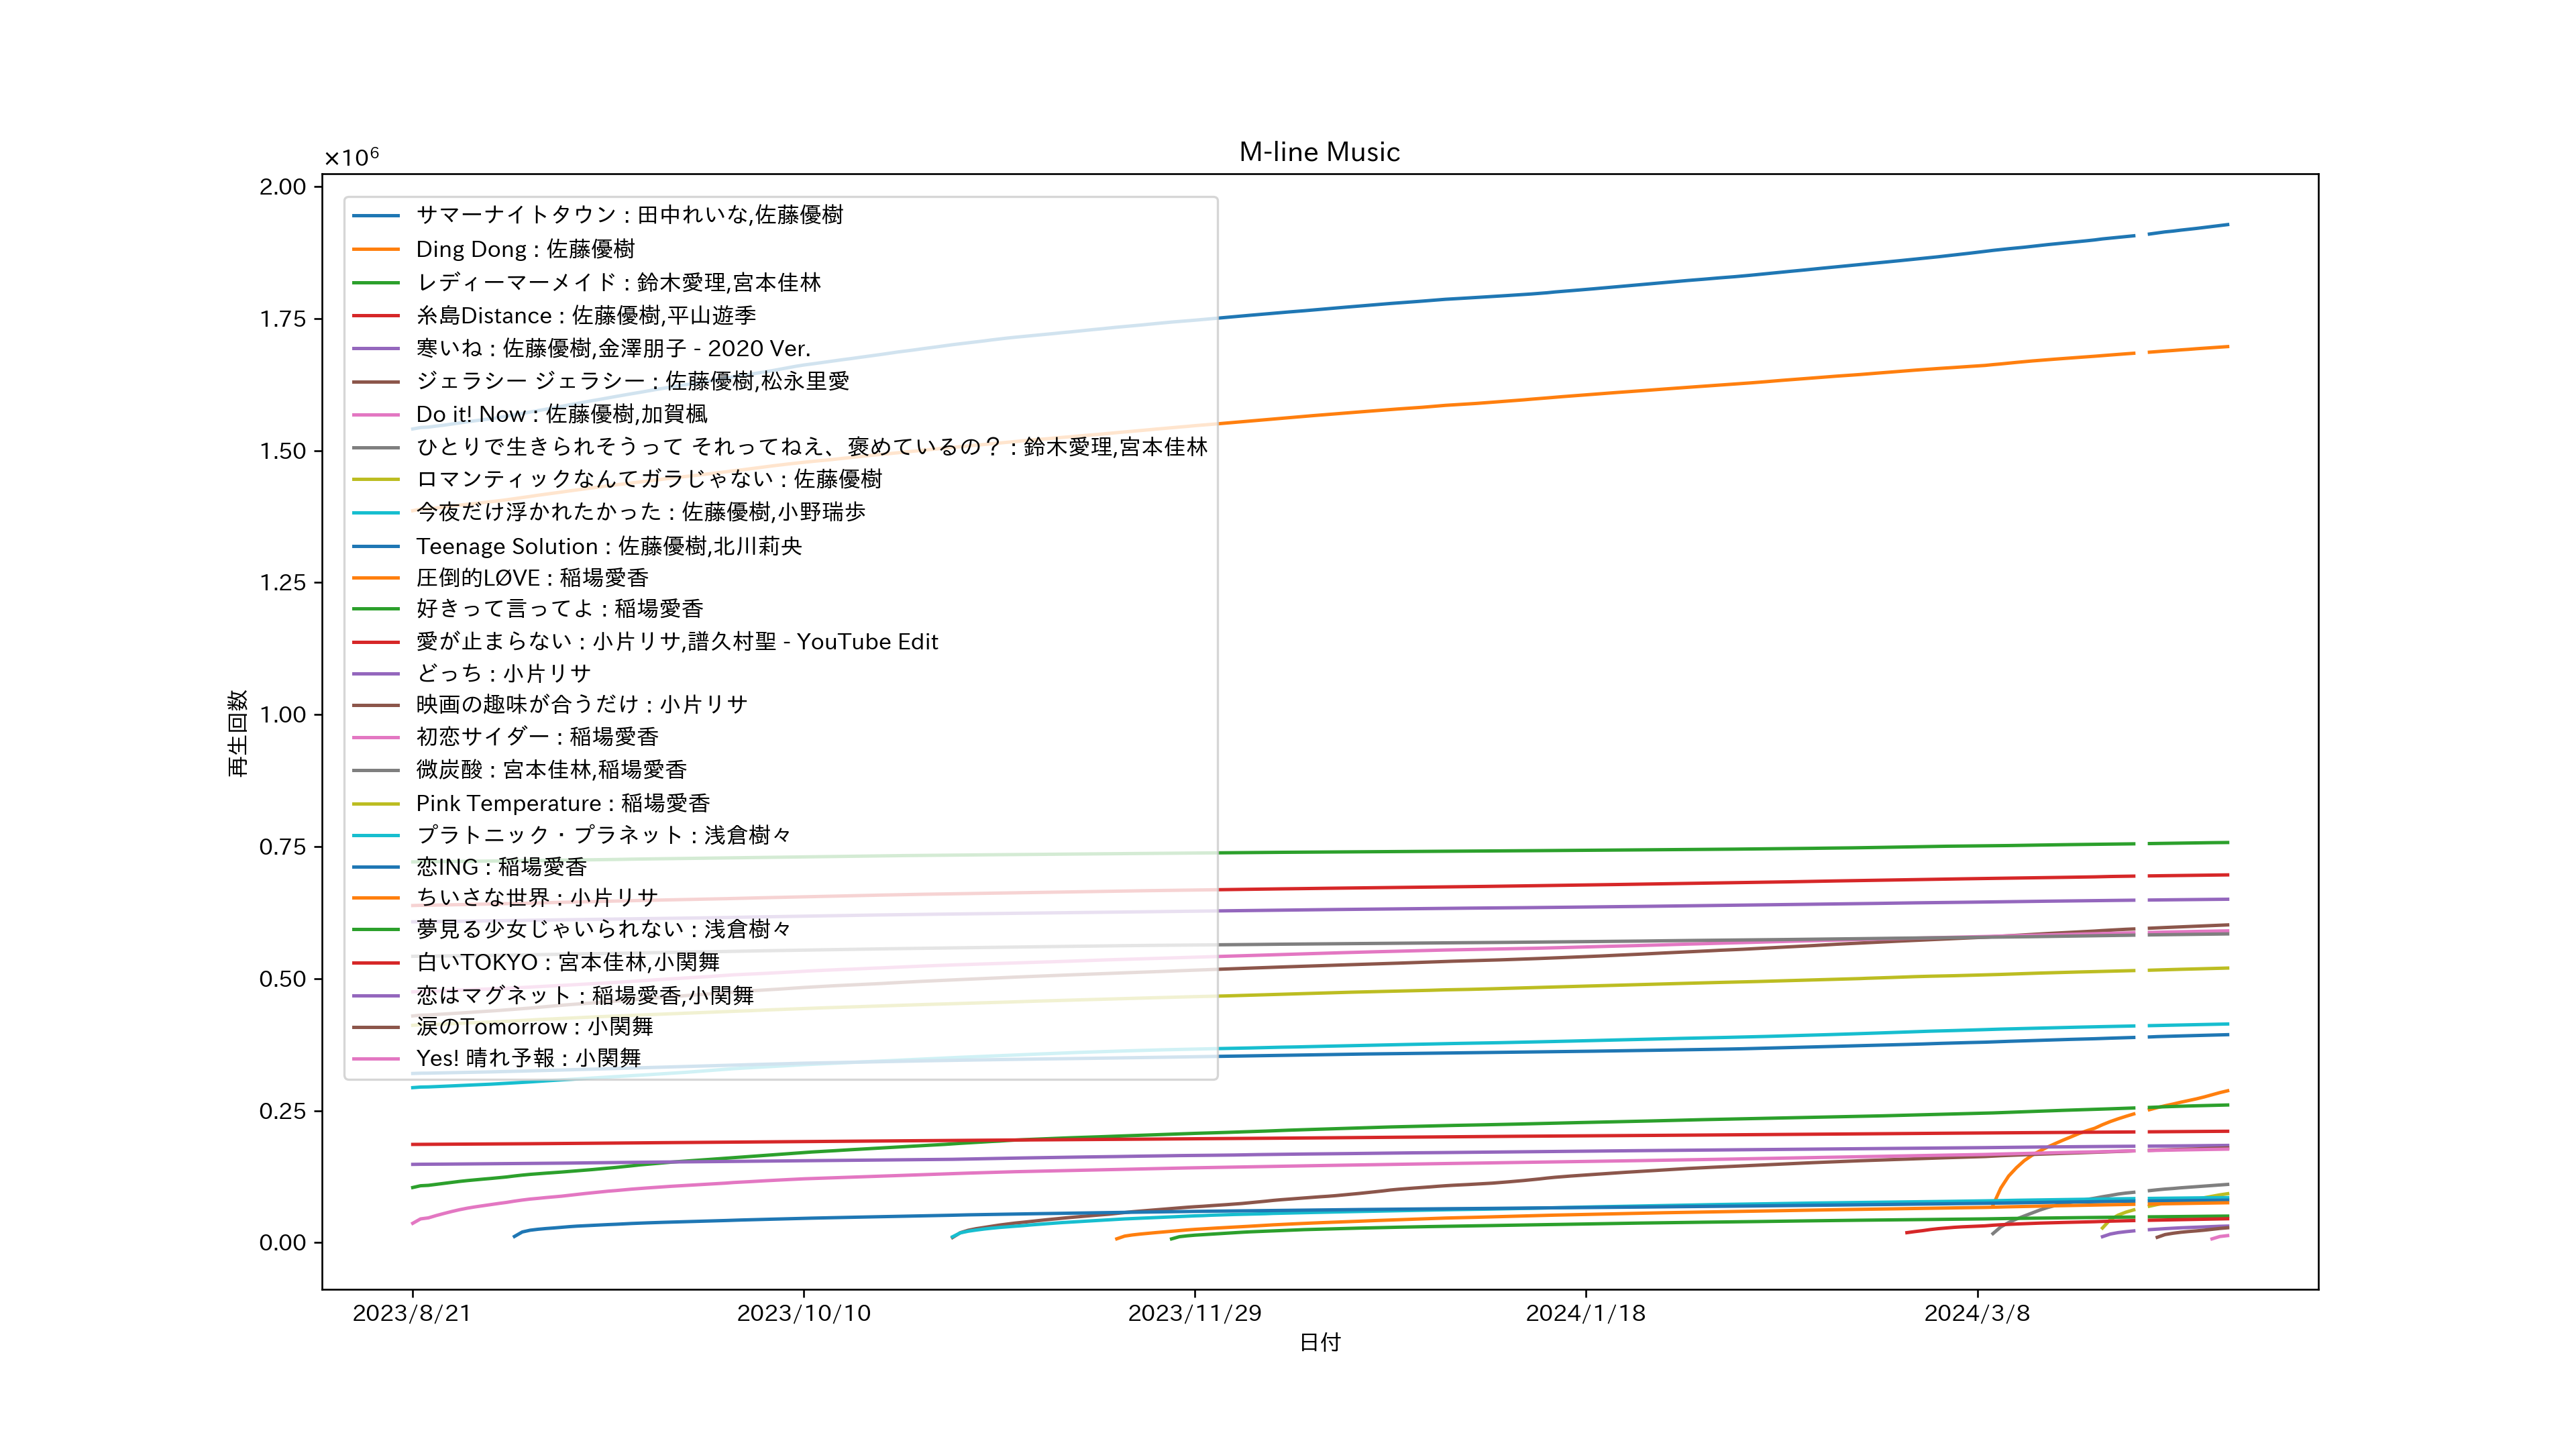 M-line Music
×10⁶
2.00
1.75
1.50
1.25
1.00
0.75
0.50
0.25
0.00
再生回数
サマーナイトタウン : 田中れいな,佐藤優樹
Ding Dong : 佐藤優樹
レディーマーメイド : 鈴木愛理,宮本佳林
糸島Distance : 佐藤優樹,平山遊季
寒いね : 佐藤優樹,金澤朋子 - 2020 Ver.
ジェラシー ジェラシー : 佐藤優樹,松永里愛
Do it! Now : 佐藤優樹,加賀楓
ひとりで生きられそうって それってねえ、褒めているの？ : 鈴木愛理,宮本佳林
ロマンティックなんてガラじゃない : 佐藤優樹
今夜だけ浮かれたかった : 佐藤優樹,小野瑞歩
Teenage Solution : 佐藤優樹,北川莉央
圧倒的LØVE : 稲場愛香
好きって言ってよ : 稲場愛香
愛が止まらない : 小片リサ,譜久村聖 - YouTube Edit
どっち : 小片リサ
映画の趣味が合うだけ : 小片リサ
初恋サイダー : 稲場愛香
微炭酸 : 宮本佳林,稲場愛香
Pink Temperature : 稲場愛香
プラトニック・プラネット : 浅倉樹々
恋ING : 稲場愛香
ちいさな世界 : 小片リサ
夢見る少女じゃいられない : 浅倉樹々
白いTOKYO : 宮本佳林,小関舞
恋はマグネット : 稲場愛香,小関舞
涙のTomorrow : 小関舞
Yes! 晴れ予報 : 小関舞
2023/8/21
2023/10/10
2023/11/29
2024/1/18
2024/3/8
日付